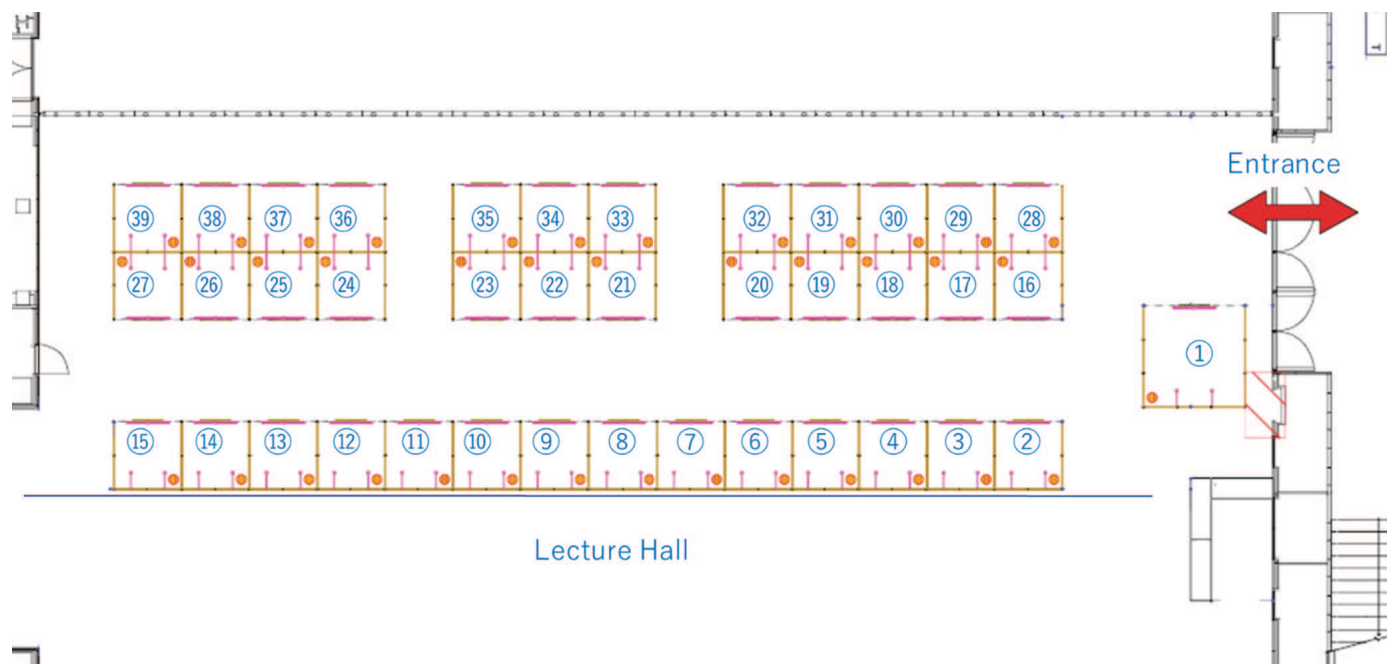 Entrance
㊴ ㊳ ㊲ ㊱ ㉟ ㉞ ㉝ ㉜ ㉛ ㉚ ㉙ ㉘
㉗ ㉖ ㉕ ㉔ ㉓ ㉒ ㉑ ⑳ ⑲ ⑱ ⑰ ⑯
①
⑮ ⑭ ⑬ ⑫ ⑪ ⑩ ⑨ ⑧ ⑦ ⑥ ⑤ ④ ③ ②
Lecture Hall